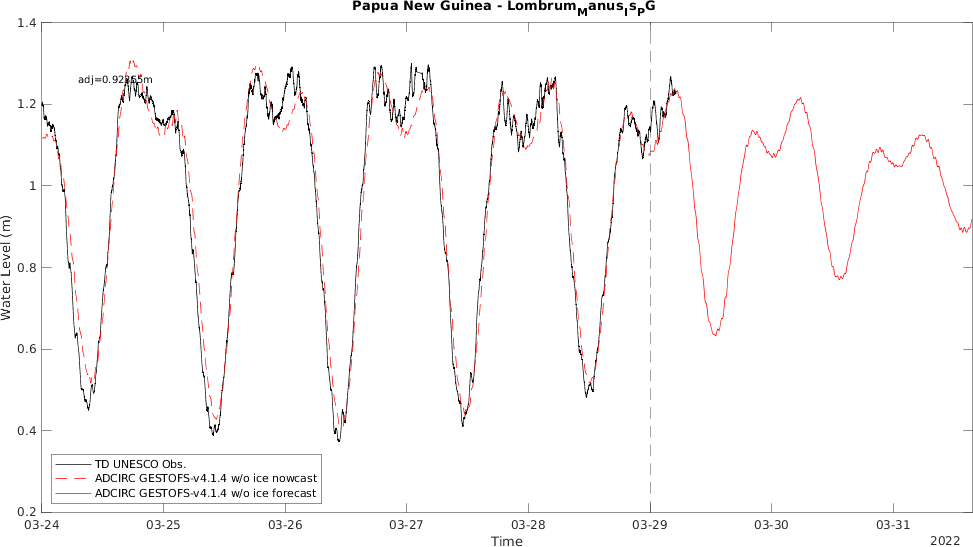 Papua New Guinea - LombrumManusIsPG
1.4
adj=0.92
1.2
1
0.8
0.6
0.4
0.2
Water Level (m)
TD UNESCO Obs.
ADCIRC GESTOFS-v4.1.4 w/o ice nowcast
ADCIRC GESTOFS-v4.1.4 w/o ice forecast
03-24 03-25 03-26 03-27 03-28 03-29 03-30 03-31
Time
2022